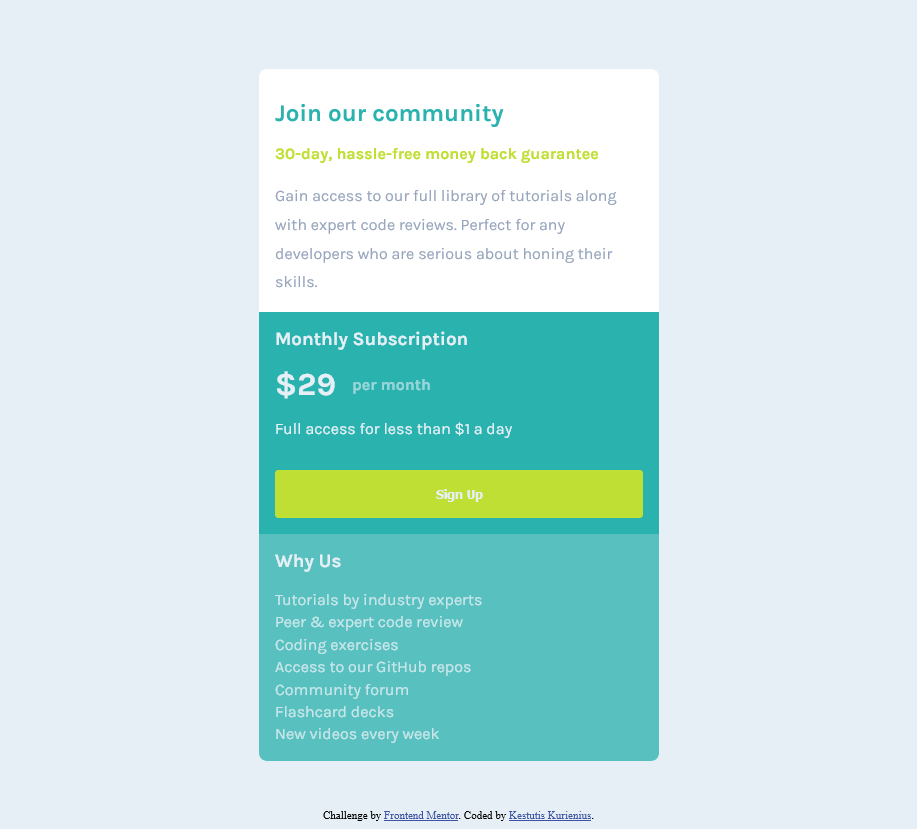 Join our community
30-day, hassle-free money back guarantee
Gain access to our full library of tutorials along
with expert code reviews. Perfect for any
developers who are serious about honing their
skills.
Monthly Subscription
$29 per month
Full access for less than $1 a day
Sign Up
Why Us
Tutorials by industry experts
Peer & expert code review
Coding exercises
Access to our GitHub repos
Community forum
Flashcard decks
New videos every week
Challenge by Frontend Mentor. Coded by Kestutis Kurienius.